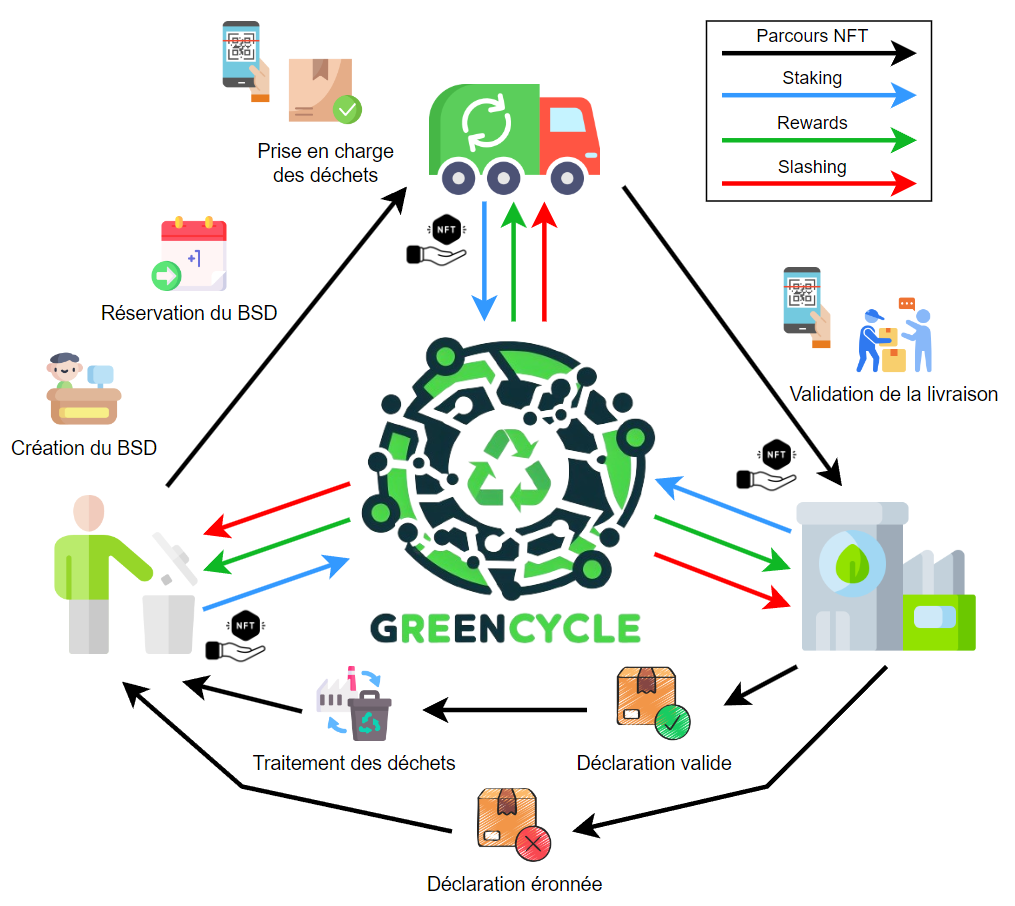 Parcours NFT
Staking
Rewards
Slashing
Prise en charge
des déchets
NFT
+1
Réservation du BSD
Validation de la livraison
Création du BSD
NFT
GREENCYCLE
NFT
Traitement des déchets
Déclaration valide
Déclaration éronnée